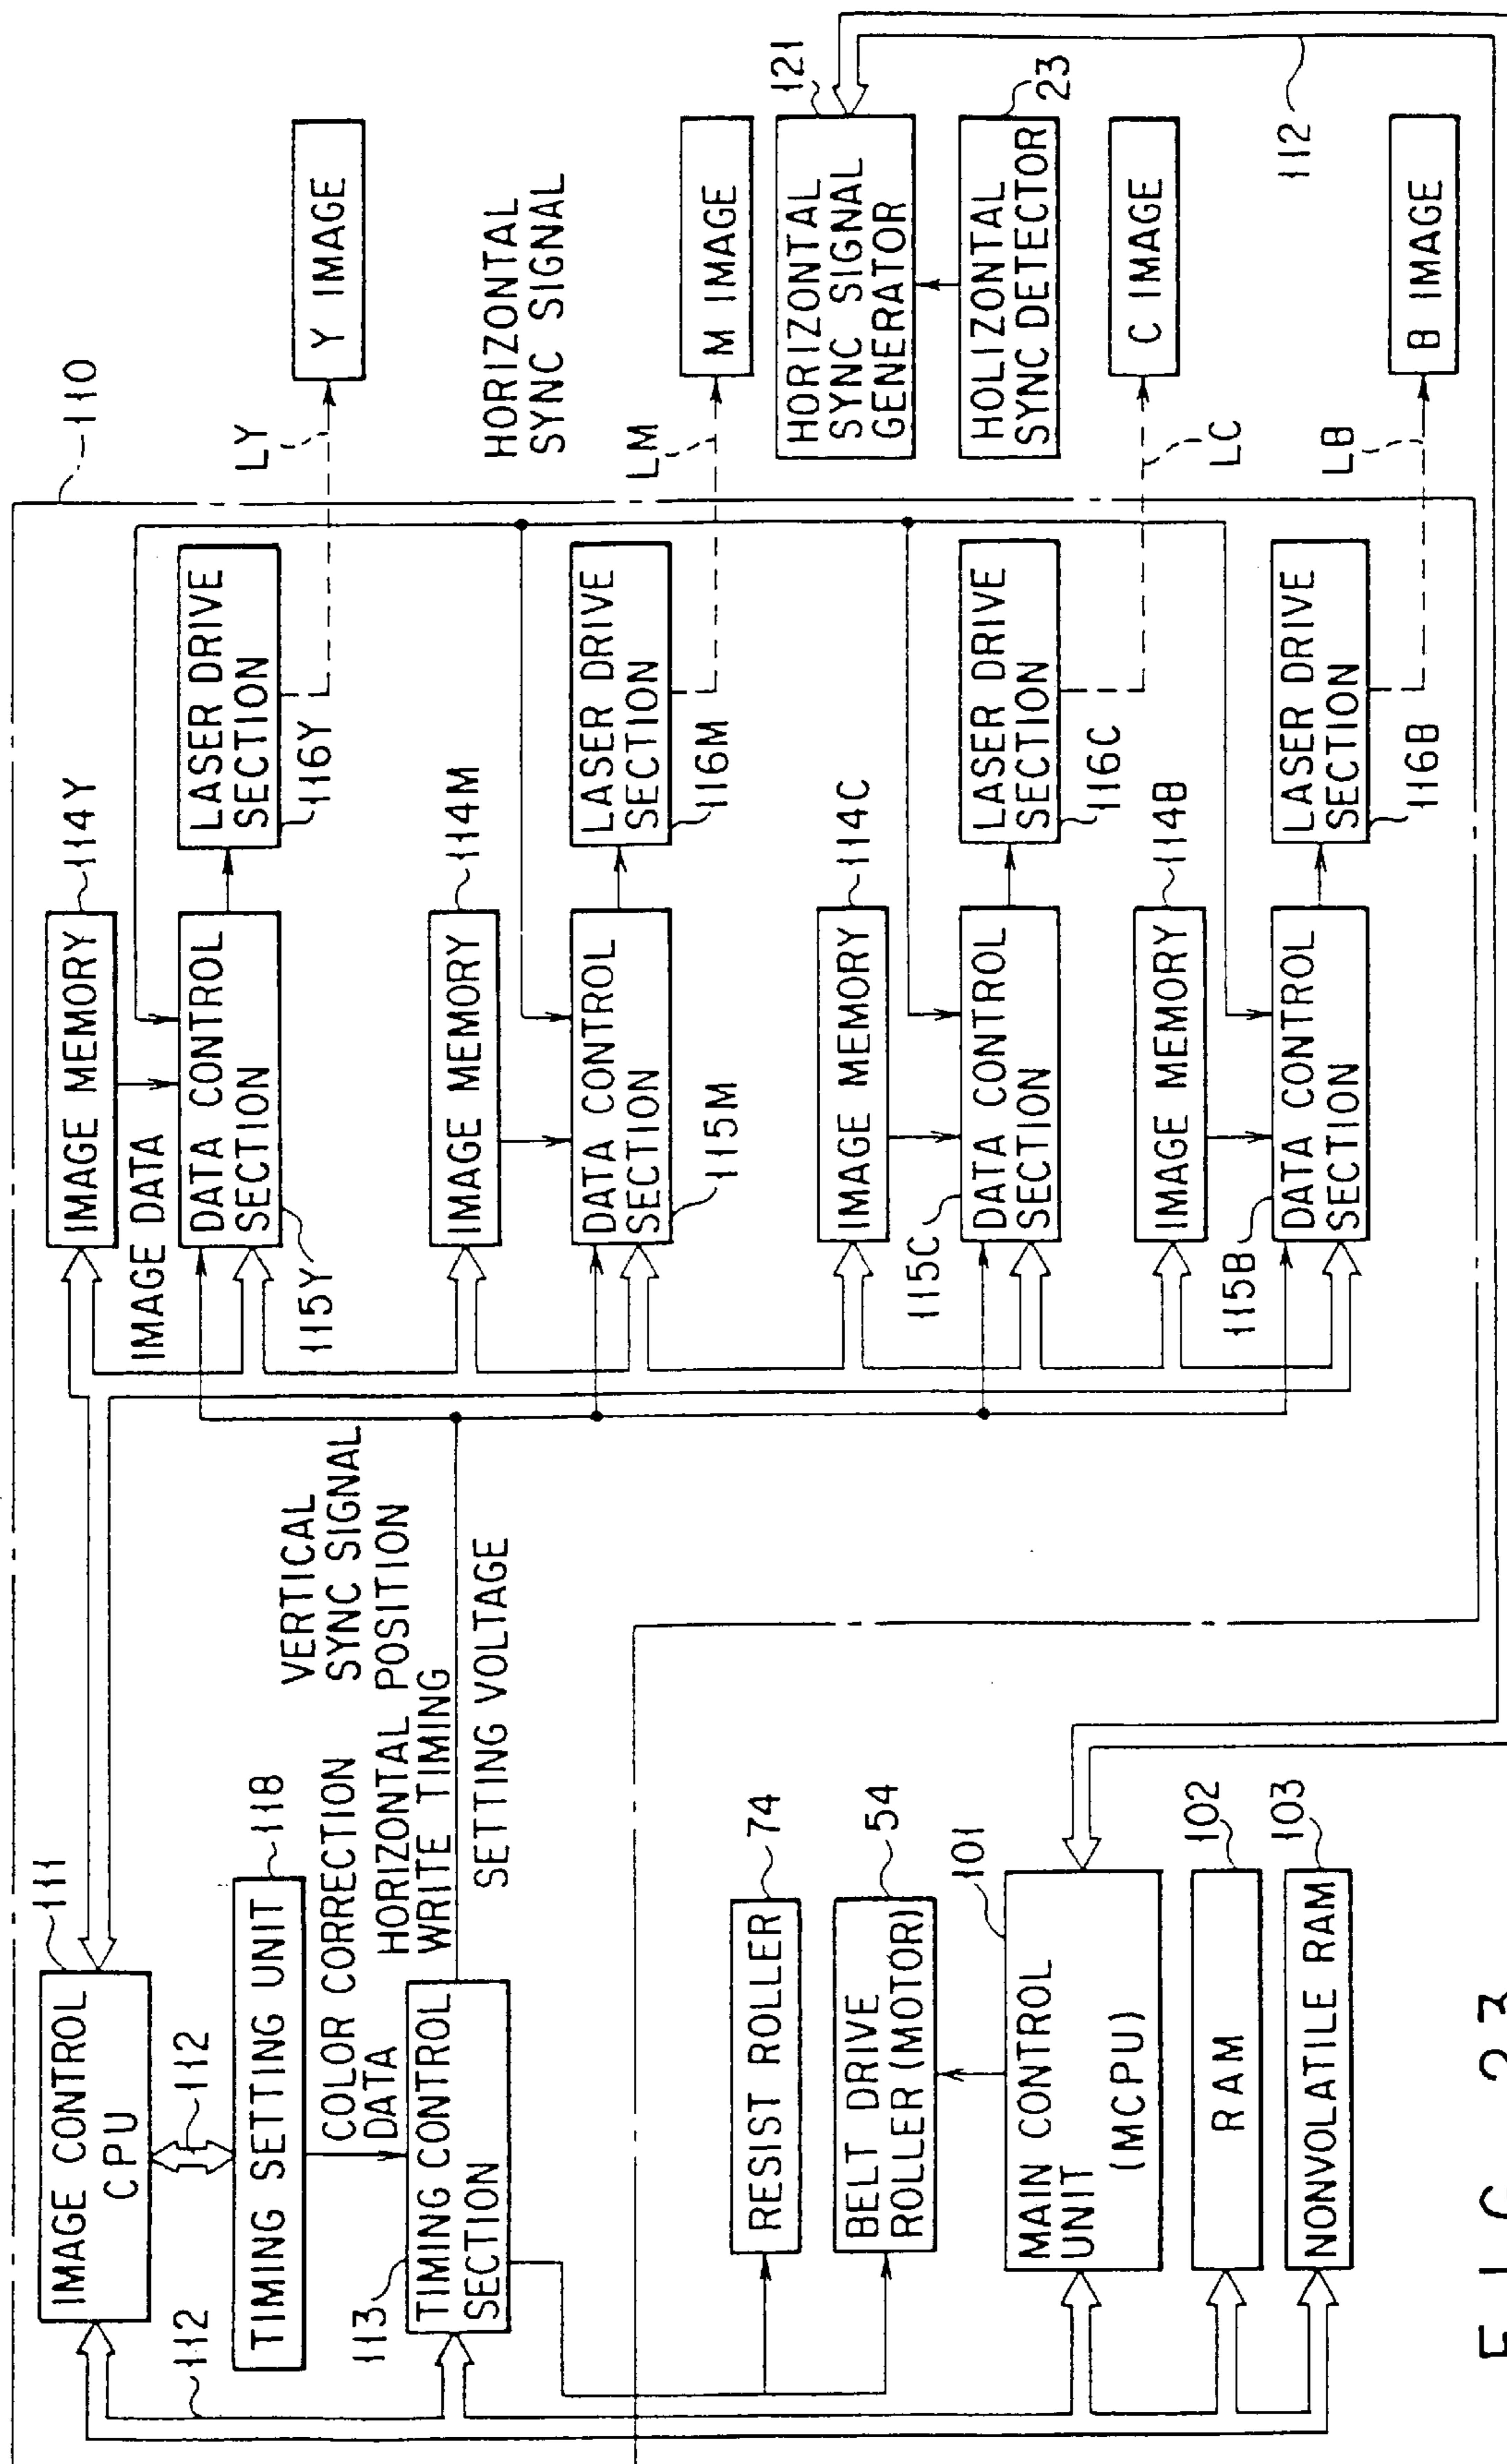 110
111
IMAGE CONTROL
CPU
112
112
TIMING SETTING UNIT
118
COLOR CORRECTION
DATA
113
TIMING CONTROL
SECTION
VERTICAL
SYNC SIGNAL
HORIZONTAL POSITION
WRITE TIMING
SETTING VOLTAGE
IMAGE MEMORY
114Y
IMAGE DATA
DATA CONTROL
SECTION
115Y
LASER DRIVE
SECTION
116Y
LY
Y IMAGE
HORIZONTAL
SYNC SIGNAL
IMAGE MEMORY
114M
DATA CONTROL
SECTION
115M
LASER DRIVE
SECTION
116M
LM
M IMAGE
HORIZONTAL
SYNC SIGNAL
GENERATOR
121
HOLIZONTAL
SYNC DETECTOR
23
IMAGE MEMORY
114C
115C
DATA CONTROL
SECTION
LASER DRIVE
SECTION
116C
LC
C IMAGE
IMAGE MEMORY
114B
115B
DATA CONTROL
SECTION
LASER DRIVE
SECTION
116B
LB
B IMAGE
112
RESIST ROLLER
74
BELT DRIVE
ROLLER (MOTOR)
54
MAIN CONTROL
UNIT
(MCPU)
101
RAM
102
NONVOLATILE RAM
103
FIG. 23